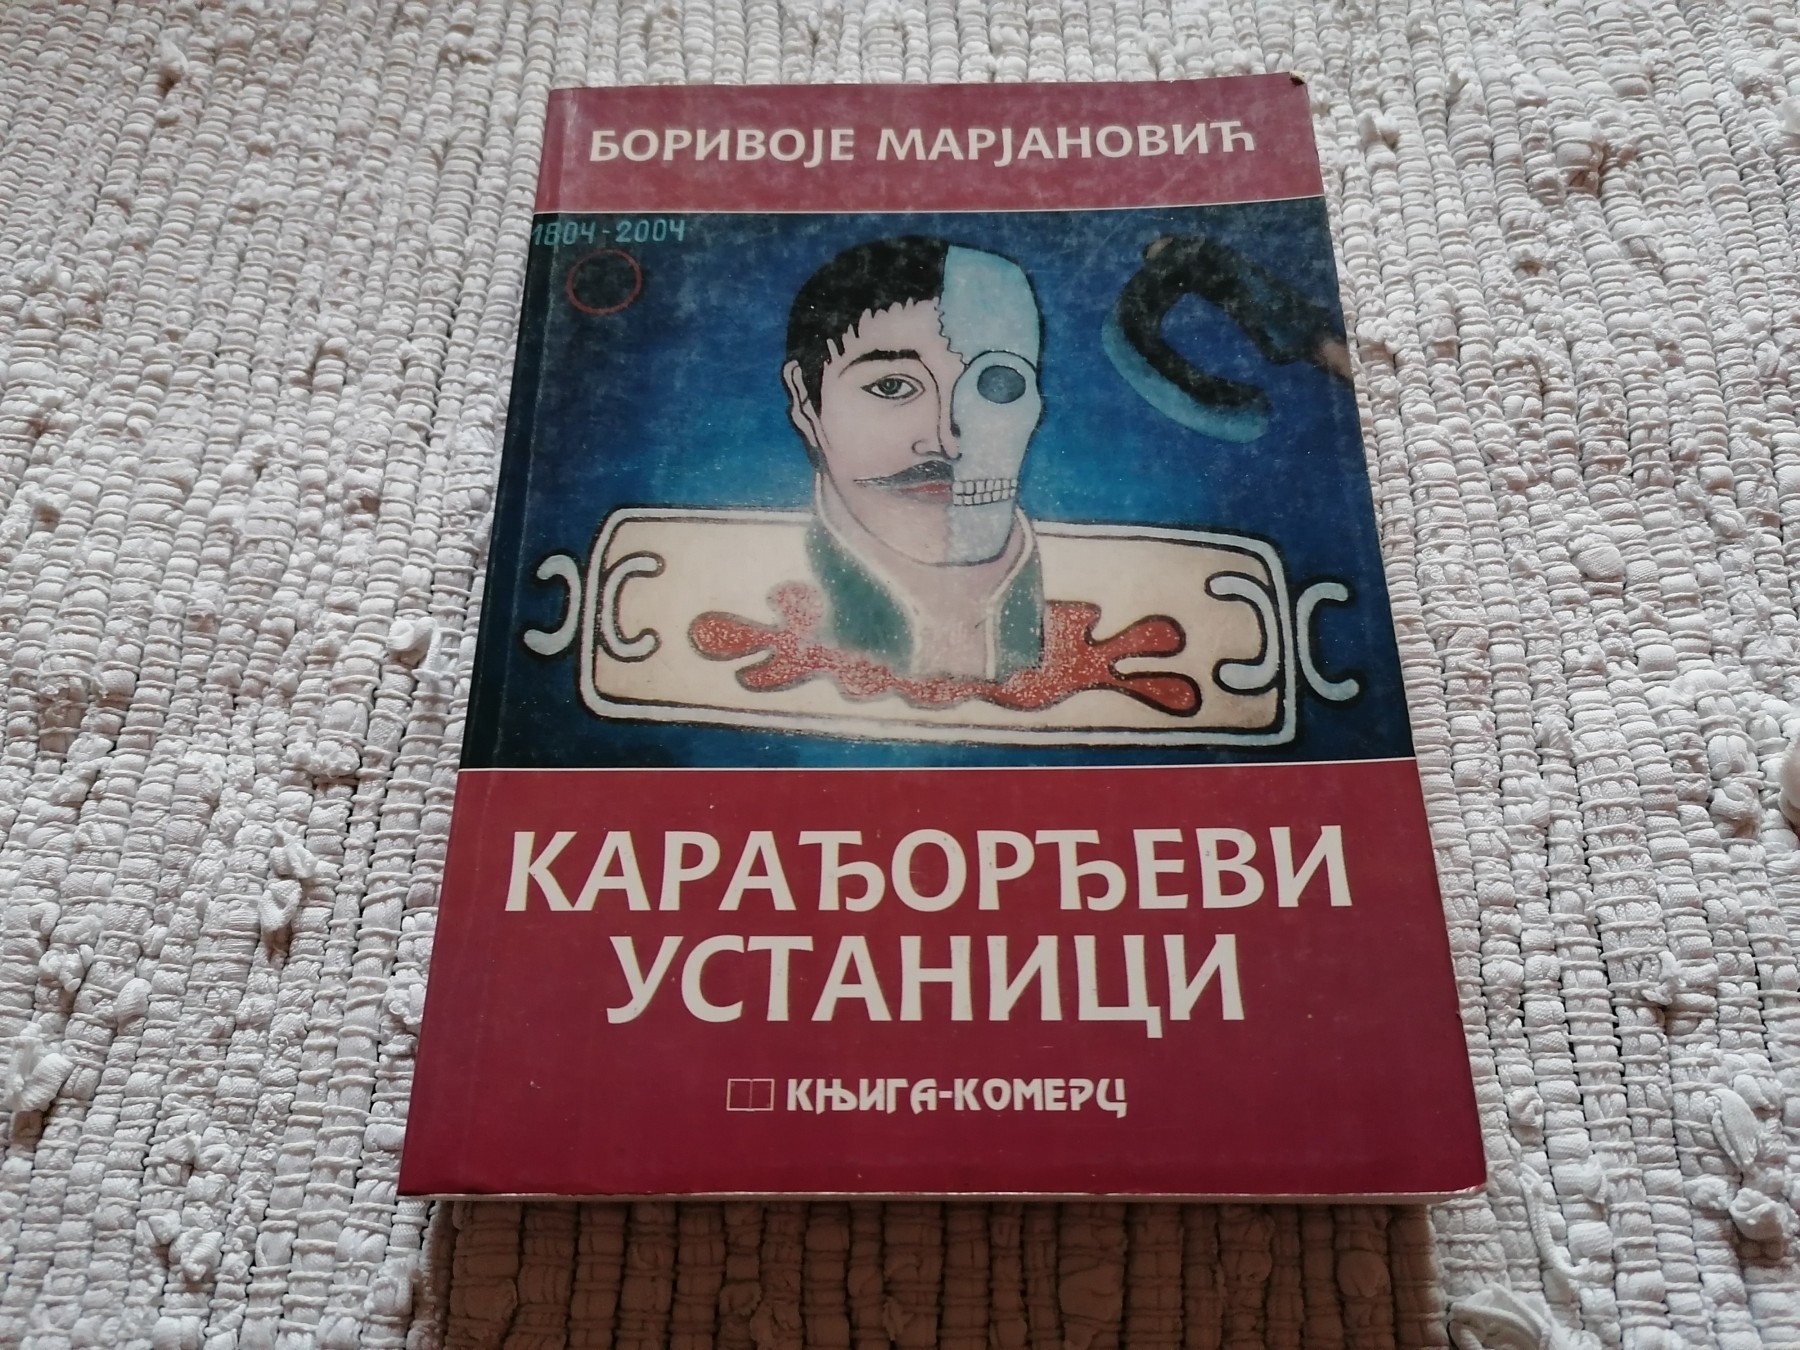 БОРИВОЈЕ МАРЈАНОВИЋ
1804-2004
КАРАЂОРЂЕВИ
УСТАНИЦИ
КЊИГА-КОМЕРЦ